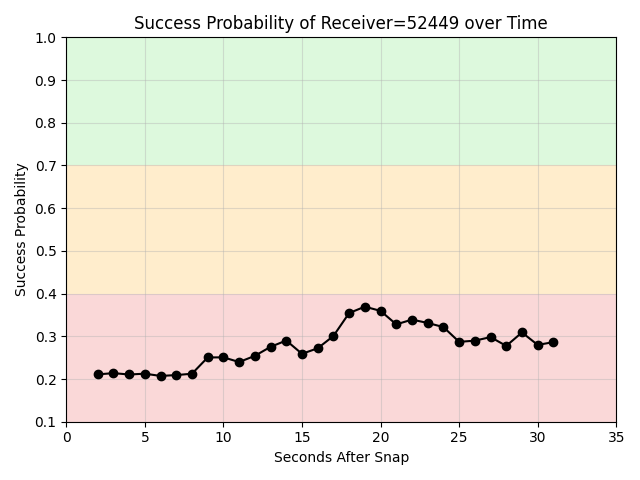 Success Probability of Receiver=52449 over Time
1.0
0.9
0.8
0.7
0.6
0.5
0.4
0.3
0.2
0.1
Success Probability
0 5 10 15 20 25 30 35
Seconds After Snap